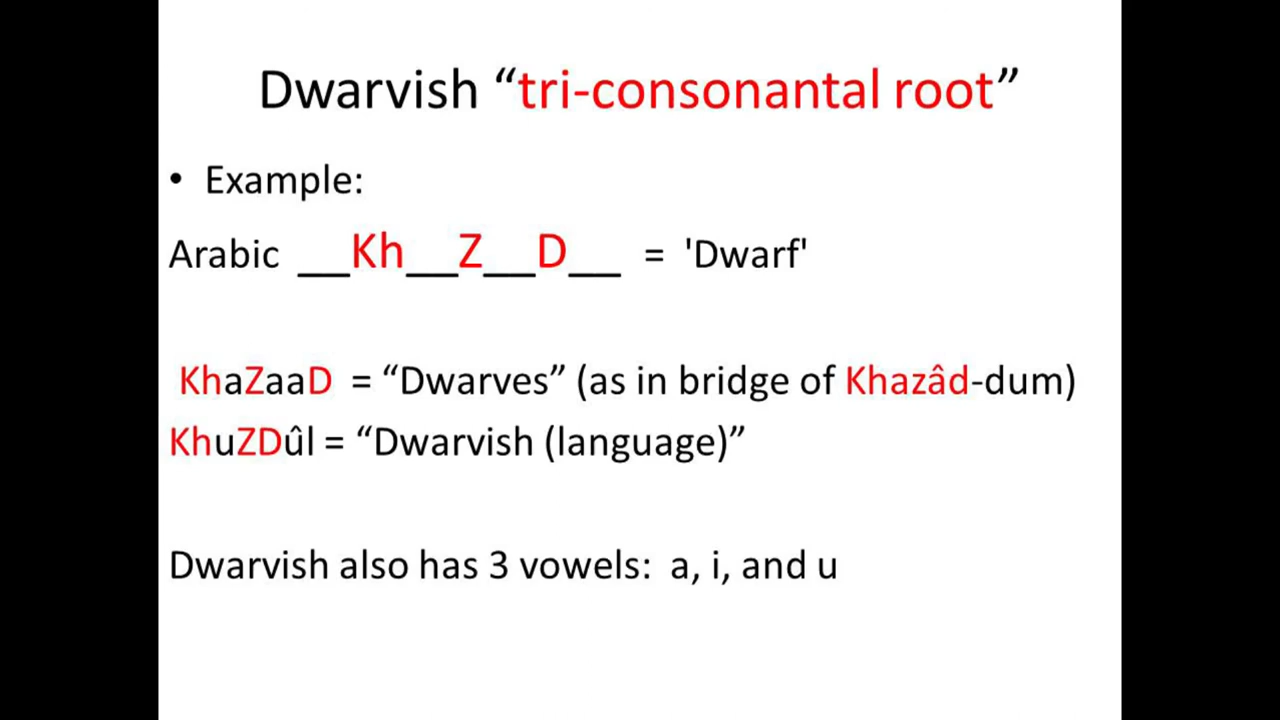 Dwarvish “tri-consonantal root”
• Example:
Arabic __Kh__Z__D__ = 'Dwarf'
KhaZaaD = “Dwarves” (as in bridge of Khazâd-dum)
KhuZDûl = “Dwarvish (language)”
Dwarvish also has 3 vowels: a, i, and u